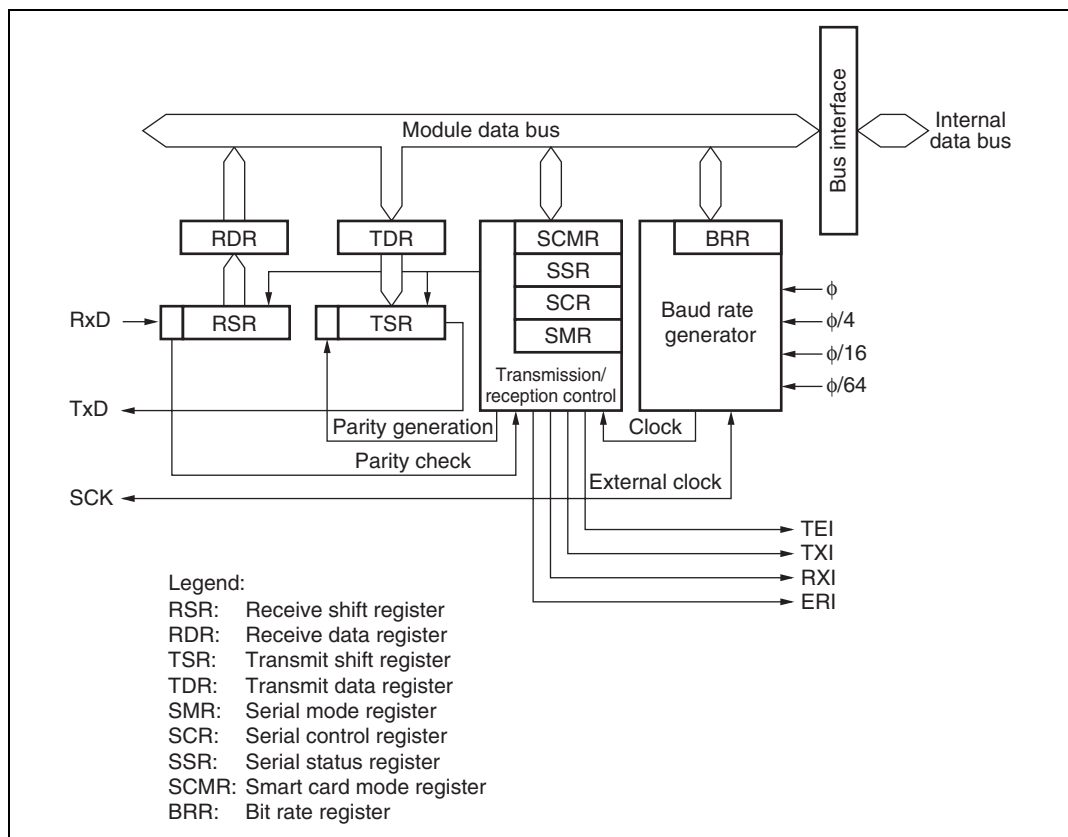 Module data bus
Bus interface
Internal
data bus
RDR
TDR
SCMR
BRR
SSR
SCR
SMR
RxD
RSR
TSR
Baud rate
generator
ϕ
ϕ/4
ϕ/16
ϕ/64
Transmission/
reception control
TxD
Parity generation
Clock
Parity check
SCK
External clock
TEI
TXI
RXI
ERI
Legend:
RSR: Receive shift register
RDR: Receive data register
TSR: Transmit shift register
TDR: Transmit data register
SMR: Serial mode register
SCR: Serial control register
SSR: Serial status register
SCMR: Smart card mode register
BRR: Bit rate register